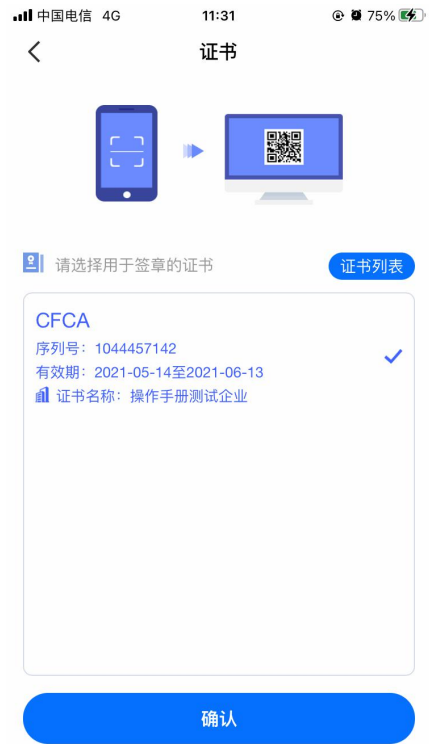 中国电信 4G 11:31 75%
证书
请选择用于签章的证书 证书列表
CFCA
序列号：1044457142
有效期：2021-05-14至2021-06-13
证书名称：操作手册测试企业
确认